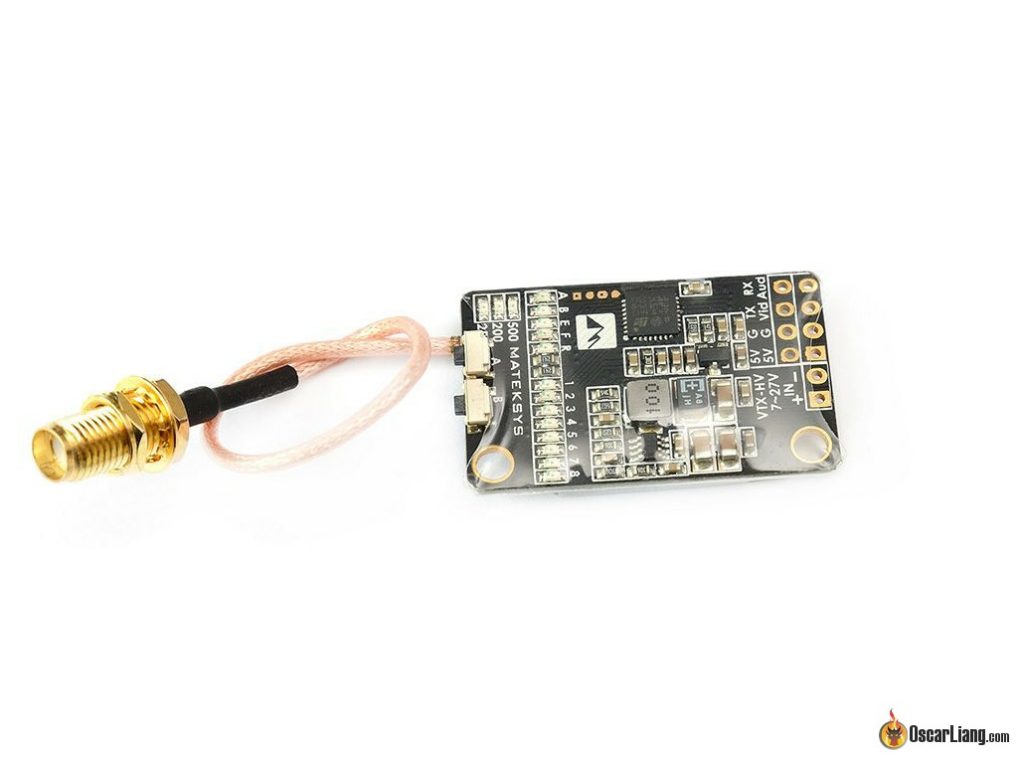 25
200
500
MATEKSYS
A
B
A
B
E
F
R
1
2
3
4
5
6
7
8
100
RX
Aud
TX
Vid
G
G
5V
5V
VTX-HV
7~27V
+IN−
OscarLiang.com